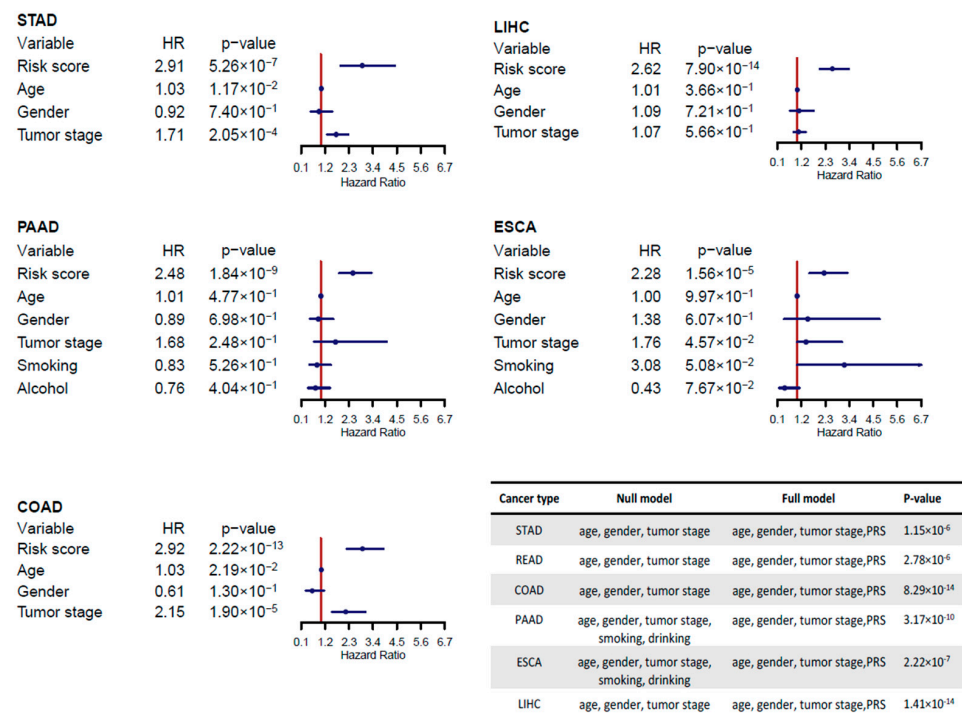 STAD
Variable HR p−value
Risk score 2.91 5.26×10⁻⁷
Age 1.03 1.17×10⁻²
Gender 0.92 7.40×10⁻¹
Tumor stage 1.71 2.05×10⁻⁴
0.1 1.2 2.3 3.4 4.5 5.6 6.7
Hazard Ratio
LIHC
Variable HR p−value
Risk score 2.62 7.90×10⁻¹⁴
Age 1.01 3.66×10⁻¹
Gender 1.09 7.21×10⁻¹
Tumor stage 1.07 5.66×10⁻¹
0.1 1.2 2.3 3.4 4.5 5.6 6.7
Hazard Ratio
PAAD
Variable HR p−value
Risk score 2.48 1.84×10⁻⁹
Age 1.01 4.77×10⁻¹
Gender 0.89 6.98×10⁻¹
Tumor stage 1.68 2.48×10⁻¹
Smoking 0.83 5.26×10⁻¹
Alcohol 0.76 4.04×10⁻¹
0.1 1.2 2.3 3.4 4.5 5.6 6.7
Hazard Ratio
ESCA
Variable HR p−value
Risk score 2.28 1.56×10⁻⁵
Age 1.00 9.97×10⁻¹
Gender 1.38 6.07×10⁻¹
Tumor stage 1.76 4.57×10⁻²
Smoking 3.08 5.08×10⁻²
Alcohol 0.43 7.67×10⁻²
0.1 1.2 2.3 3.4 4.5 5.6 6.7
Hazard Ratio
COAD
Variable HR p−value
Risk score 2.92 2.22×10⁻¹³
Age 1.03 2.19×10⁻²
Gender 0.61 1.30×10⁻¹
Tumor stage 2.15 1.90×10⁻⁵
0.1 1.2 2.3 3.4 4.5 5.6 6.7
Hazard Ratio
Cancer type Null model Full model P-value
STAD age, gender, tumor stage age, gender, tumor stage,PRS 1.15×10⁻⁶
READ age, gender, tumor stage age, gender, tumor stage,PRS 2.78×10⁻⁶
COAD age, gender, tumor stage age, gender, tumor stage,PRS 8.29×10⁻¹⁴
PAAD age, gender, tumor stage, age, gender, tumor stage,PRS 3.17×10⁻¹⁰
smoking, drinking
ESCA age, gender, tumor stage, age, gender, tumor stage,PRS 2.22×10⁻⁷
smoking, drinking
LIHC age, gender, tumor stage age, gender, tumor stage,PRS 1.41×10⁻¹⁴